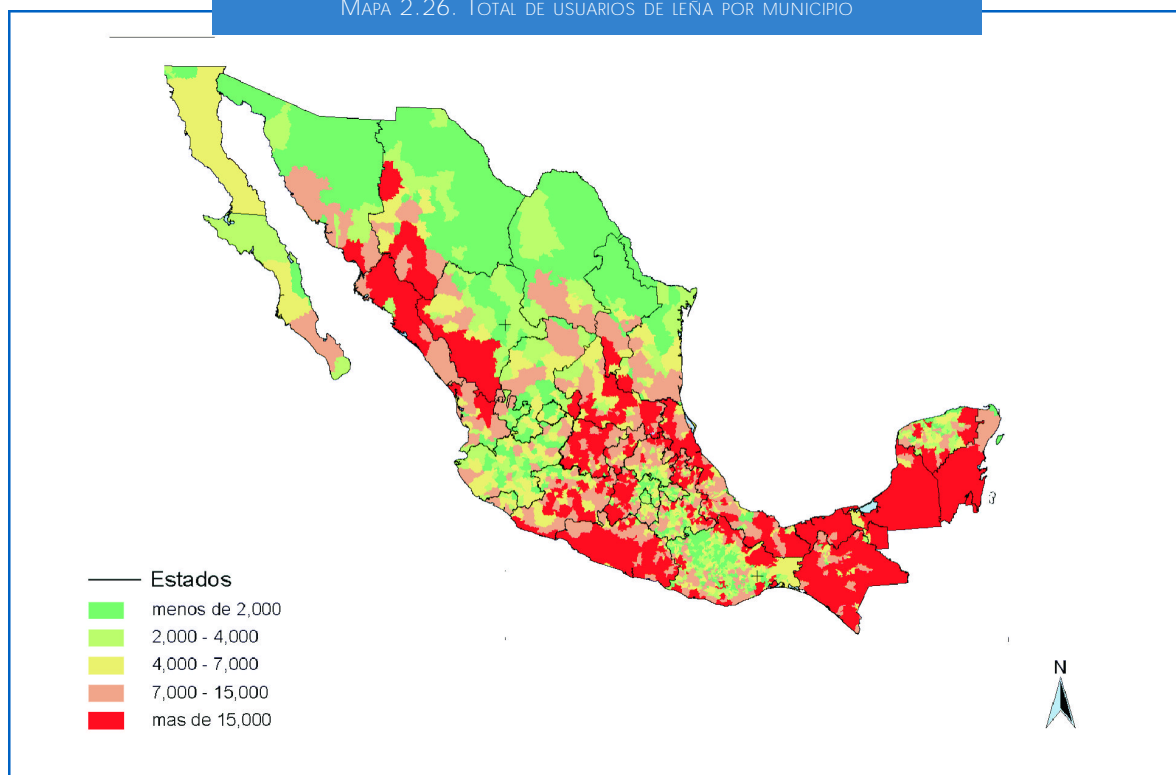 MAPA 2.26. TOTAL DE USUARIOS DE LEÑA POR MUNICIPIO
Estados
menos de 2,000
2,000 - 4,000
4,000 - 7,000
7,000 - 15,000
mas de 15,000
N